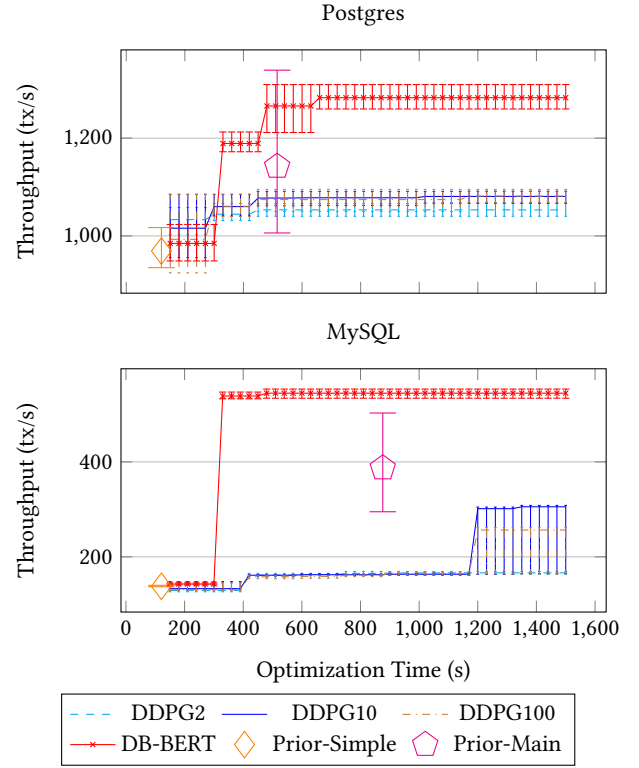 Postgres
Throughput (tx/s)
1,200
1,000
MySQL
Throughput (tx/s)
400
200
0 200 400 600 800 1,000 1,200 1,400 1,600
Optimization Time (s)
DDPG2 DDPG10 DDPG100
DB-BERT Prior-Simple Prior-Main